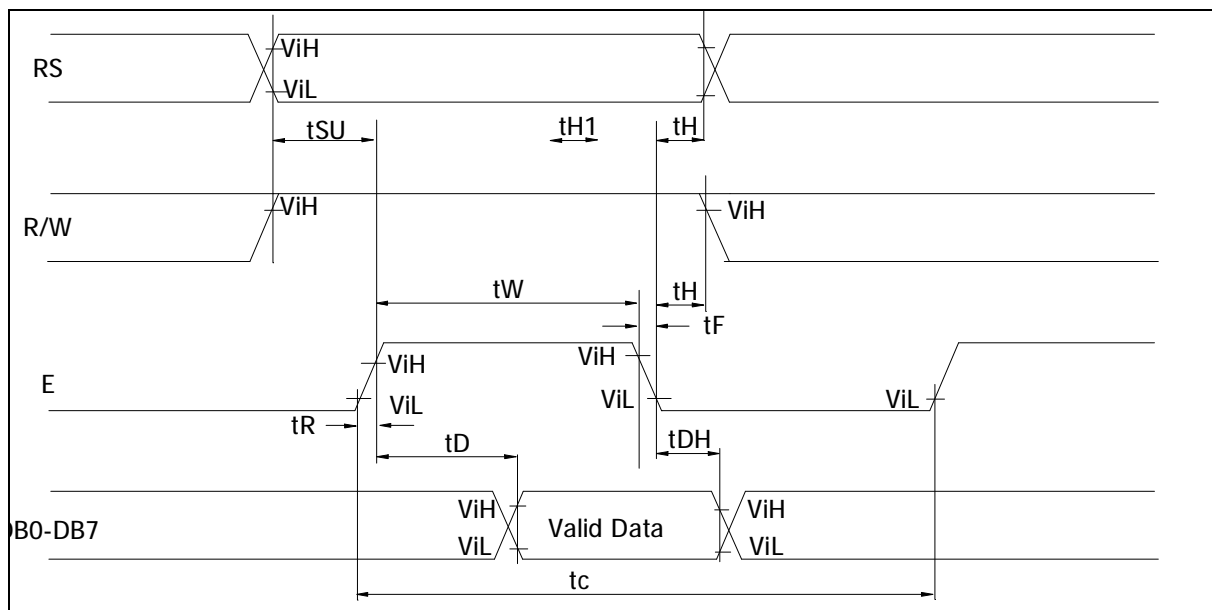 ViH
RS
ViL
tSU
tH1
tH
ViH
ViH
R/W
tW
tH
tF
ViH
ViH
E
ViL
ViL
ViL
tR
tD
tDH
ViH
ViH
DB0-DB7
Valid Data
ViL
ViL
tc